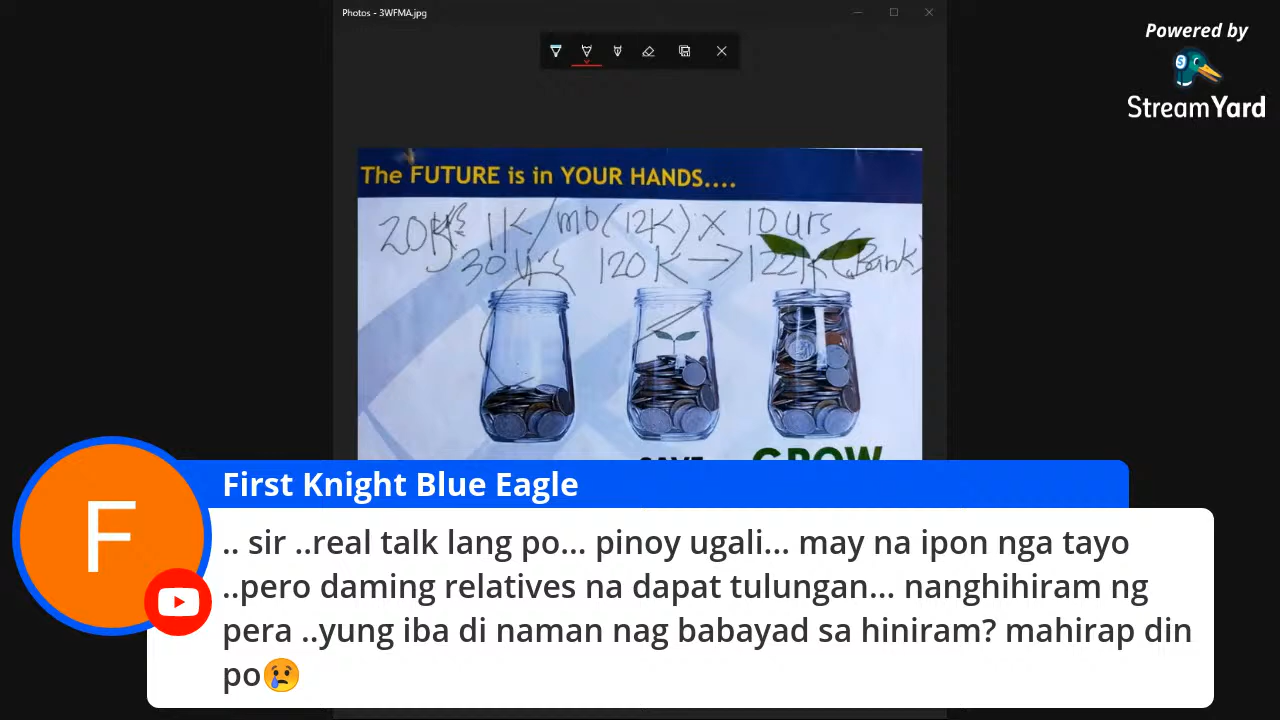 Photos - 3WFMA.jpg
Powered by
StreamYard
The FUTURE is in YOUR HANDS....
20K 1K/mo (12K) x 10 yrs
30 yrs 120K → 122K (Bank)
SAVE GROW
First Knight Blue Eagle
F
.. sir ..real talk lang po... pinoy ugali... may na ipon nga tayo
..pero daming relatives na dapat tulungan... nanghihiram ng
pera ..yung iba di naman nag babayad sa hiniram? mahirap din
po😢